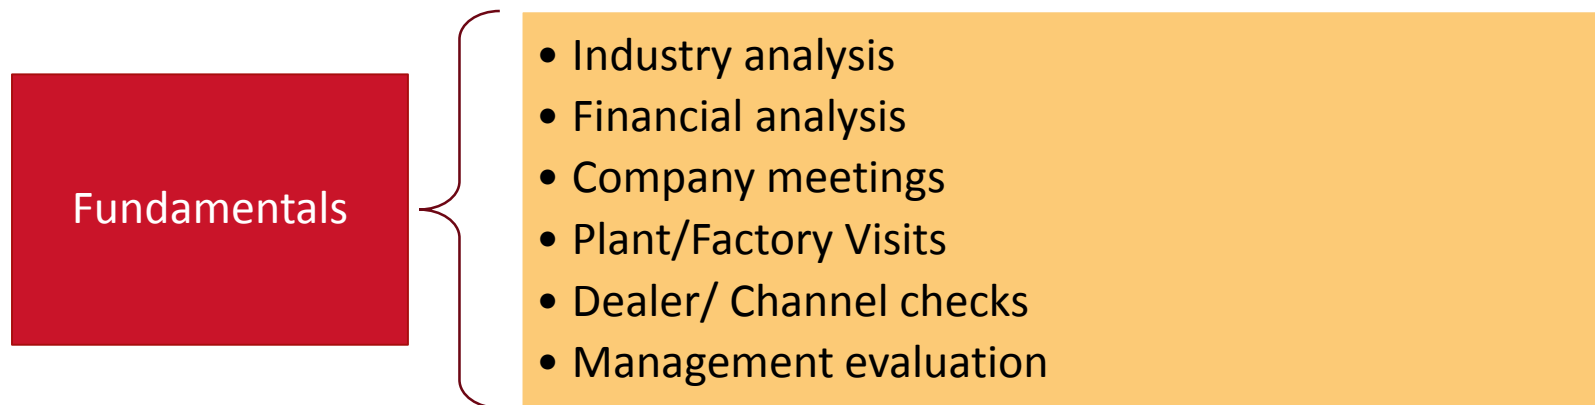 Fundamentals
• Industry analysis
• Financial analysis
• Company meetings
• Plant/Factory Visits
• Dealer/ Channel checks
• Management evaluation